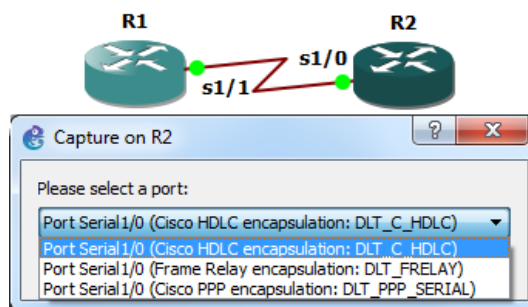 R1
R2
s1/0
s1/1
Capture on R2
?
X
Please select a port:
Port Serial1/0 (Cisco HDLC encapsulation: DLT_C_HDLC)
Port Serial1/0 (Cisco HDLC encapsulation: DLT_C_HDLC)
Port Serial1/0 (Frame Relay encapsulation: DLT_FRELAY)
Port Serial1/0 (Cisco PPP encapsulation: DLT_PPP_SERIAL)